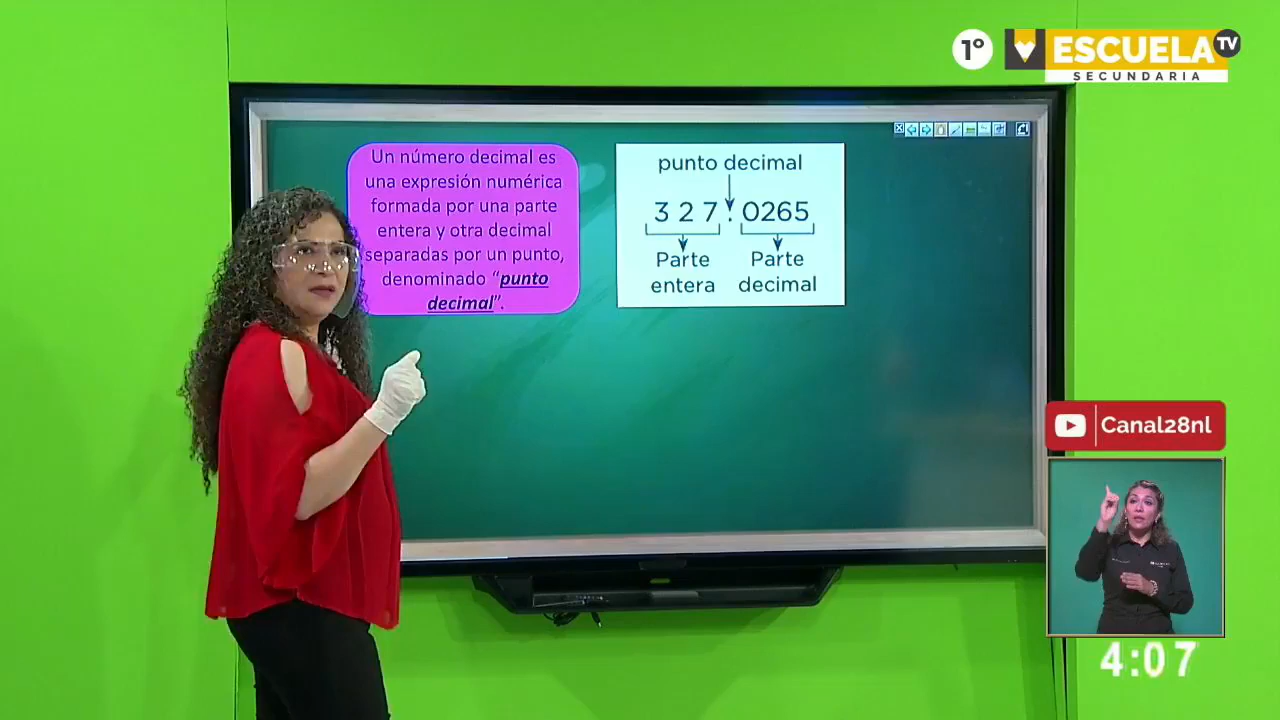 1º
ESCUELA TV
SECUNDARIA
Un número decimal es
una expresión numérica
formada por una parte
entera y otra decimal
separadas por un punto,
denominado “punto
decimal”.
punto decimal
3 2 7 . 0265
Parte entera
Parte decimal
Canal28nl
4:07